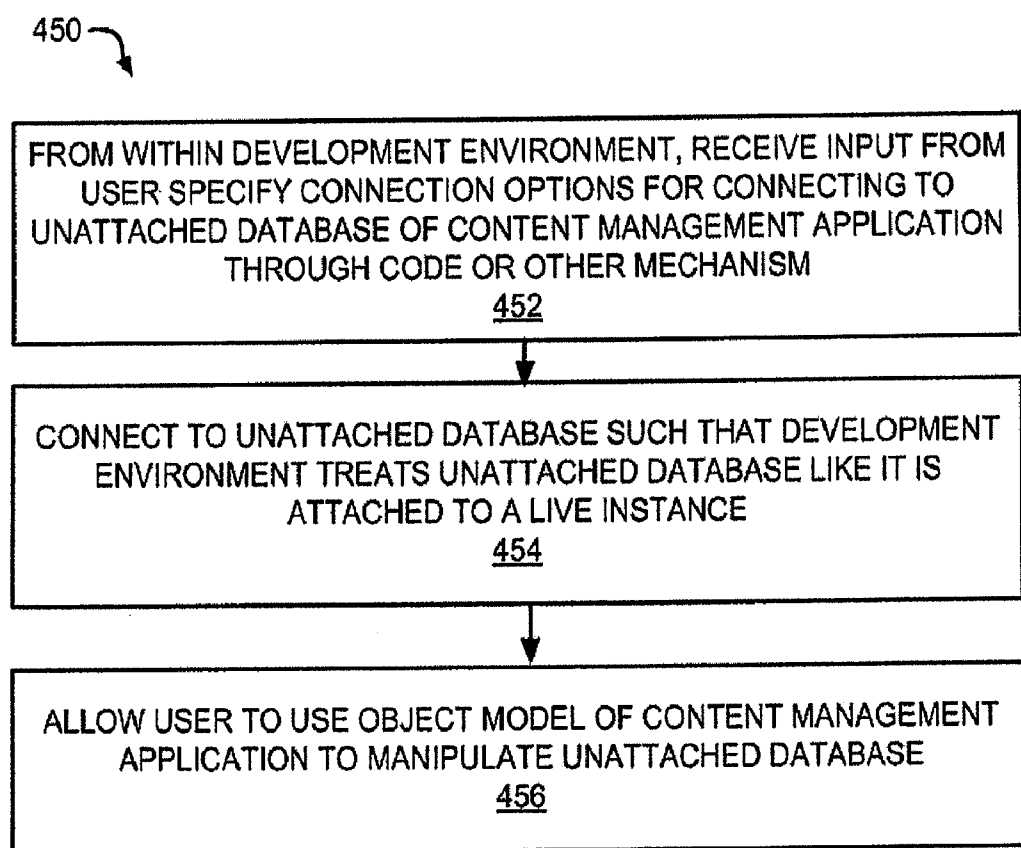 450
FROM WITHIN DEVELOPMENT ENVIRONMENT, RECEIVE INPUT FROM
USER SPECIFY CONNECTION OPTIONS FOR CONNECTING TO
UNATTACHED DATABASE OF CONTENT MANAGEMENT APPLICATION
THROUGH CODE OR OTHER MECHANISM
452
CONNECT TO UNATTACHED DATABASE SUCH THAT DEVELOPMENT
ENVIRONMENT TREATS UNATTACHED DATABASE LIKE IT IS
ATTACHED TO A LIVE INSTANCE
454
ALLOW USER TO USE OBJECT MODEL OF CONTENT MANAGEMENT
APPLICATION TO MANIPULATE UNATTACHED DATABASE
456